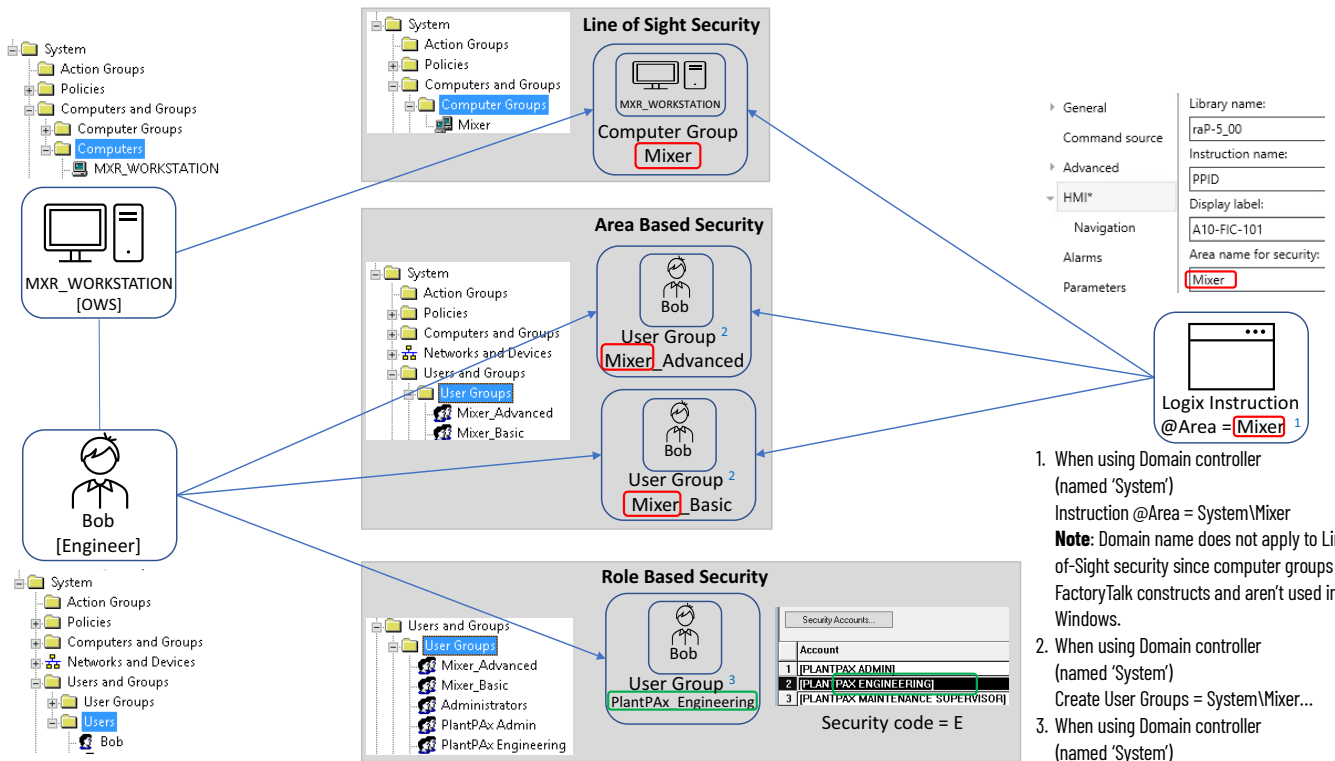 System
Action Groups
Policies
Computers and Groups
Computer Groups
Computers
MXR_WORKSTATION
MXR_WORKSTATION
[OWS]
Bob
[Engineer]
System
Action Groups
Policies
Computers and Groups
Networks and Devices
Users and Groups
User Groups
Users
Bob
Line of Sight Security
System
Action Groups
Policies
Computers and Groups
Computer Groups
Mixer
MXR_WORKSTATION
Computer Group
Mixer
Area Based Security
System
Action Groups
Policies
Computers and Groups
Networks and Devices
Users and Groups
User Groups
Mixer_Advanced
Mixer_Basic
Bob
User Group 2
Mixer_Advanced
Bob
User Group 2
Mixer_Basic
Role Based Security
Users and Groups
User Groups
Mixer_Advanced
Mixer_Basic
Administrators
PlantPAx Admin
PlantPAx Engineering
Bob
User Group 3
PlantPAx Engineering
Security Accounts...
Account
1 [PLANTPAX ADMIN]
2 [PLANTPAX ENGINEERING]
3 [PLANTPAX MAINTENANCE SUPERVISOR]
Security code = E
General
Command source
Advanced
HMI*
Navigation
Alarms
Parameters
Library name:
raP-5_00
Instruction name:
PPID
Display label:
A10-FIC-101
Area name for security:
Mixer
Logix Instruction
@Area = Mixer 1
1. When using Domain controller
(named ‘System’)
Instruction @Area = System\Mixer
Note: Domain name does not apply to
of-Sight security since computer groups
FactoryTalk constructs and aren’t used
Windows.
2. When using Domain controller
(named ‘System’)
Create User Groups = System\Mixer...
3. When using Domain controller
(named ‘System’)